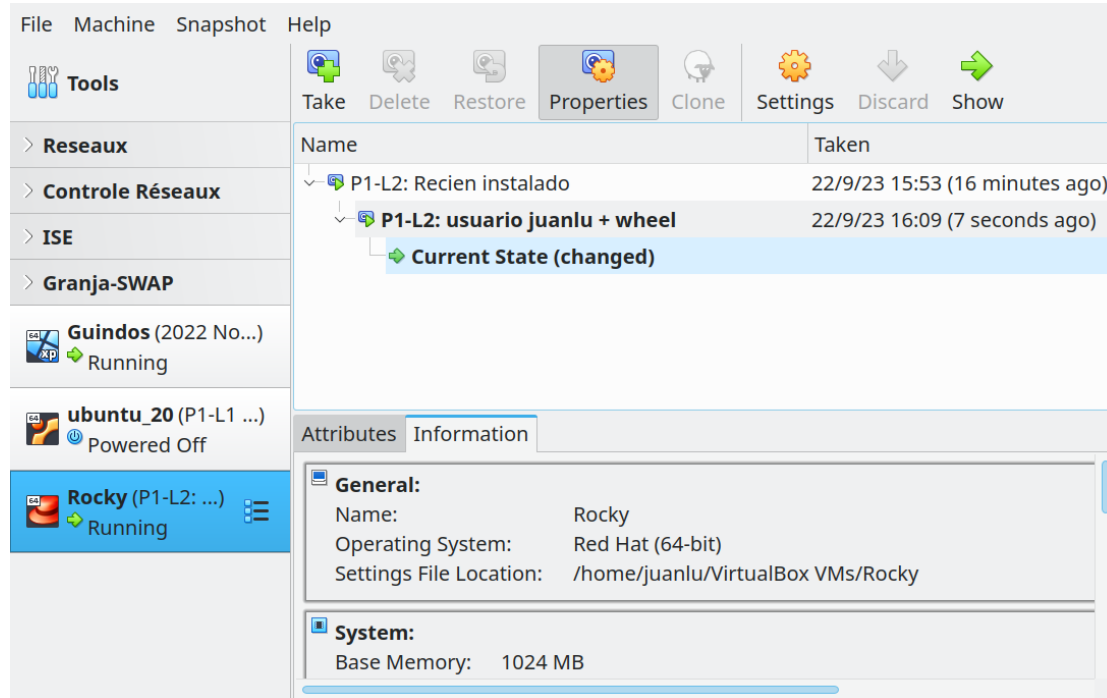 File Machine Snapshot Help
Tools
Take Delete Restore Properties Clone Settings Discard Show
Reseaux
Controle Réseaux
ISE
Granja-SWAP
Guindos (2022 No...)
Running
ubuntu_20 (P1-L1 ...)
Powered Off
Rocky (P1-L2: ...)
Running
Name Taken
P1-L2: Recien instalado 22/9/23 15:53 (16 minutes ago)
P1-L2: usuario juanlu + wheel 22/9/23 16:09 (7 seconds ago)
Current State (changed)
Attributes Information
General:
Name: Rocky
Operating System: Red Hat (64-bit)
Settings File Location: /home/juanlu/VirtualBox VMs/Rocky
System:
Base Memory: 1024 MB